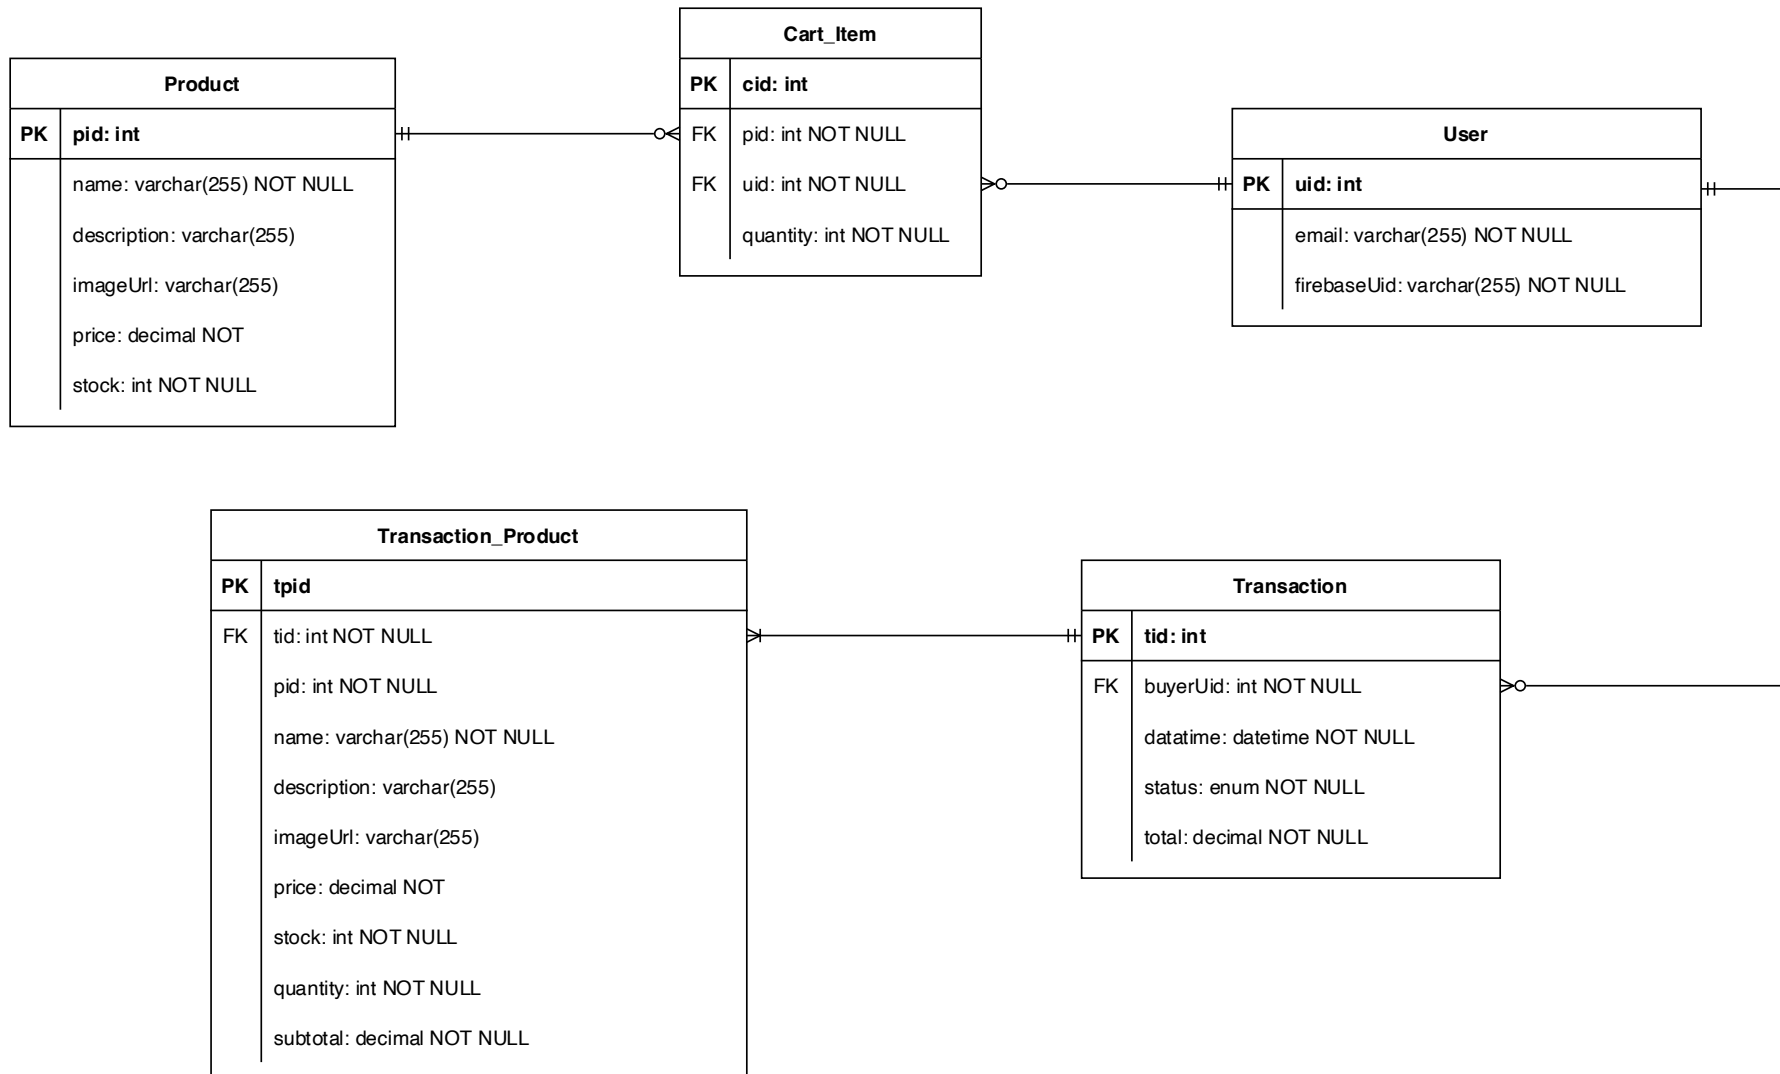 Product
PK pid: int
name: varchar(255) NOT NULL
description: varchar(255)
imageUrl: varchar(255)
price: decimal NOT
stock: int NOT NULL
Cart_Item
PK cid: int
FK pid: int NOT NULL
FK uid: int NOT NULL
quantity: int NOT NULL
User
PK uid: int
email: varchar(255) NOT NULL
firebaseUid: varchar(255) NOT NULL
Transaction_Product
PK tpid
FK tid: int NOT NULL
pid: int NOT NULL
name: varchar(255) NOT NULL
description: varchar(255)
imageUrl: varchar(255)
price: decimal NOT
stock: int NOT NULL
quantity: int NOT NULL
subtotal: decimal NOT NULL
Transaction
PK tid: int
FK buyerUid: int NOT NULL
datatime: datetime NOT NULL
status: enum NOT NULL
total: decimal NOT NULL